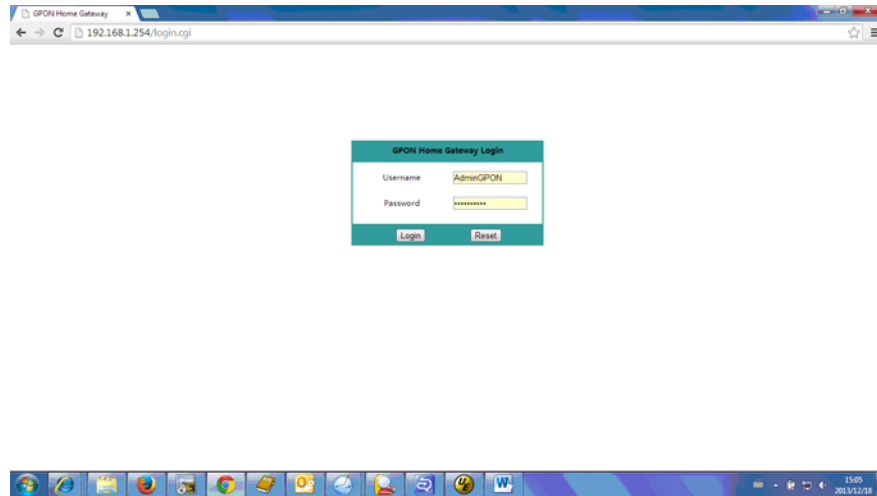 GPON Home Gateway
192.168.1.254/login.cgi
GPON Home Gateway Login
Username AdminGPON
Password ••••••••••
Login Reset
15:05
2013/12/18